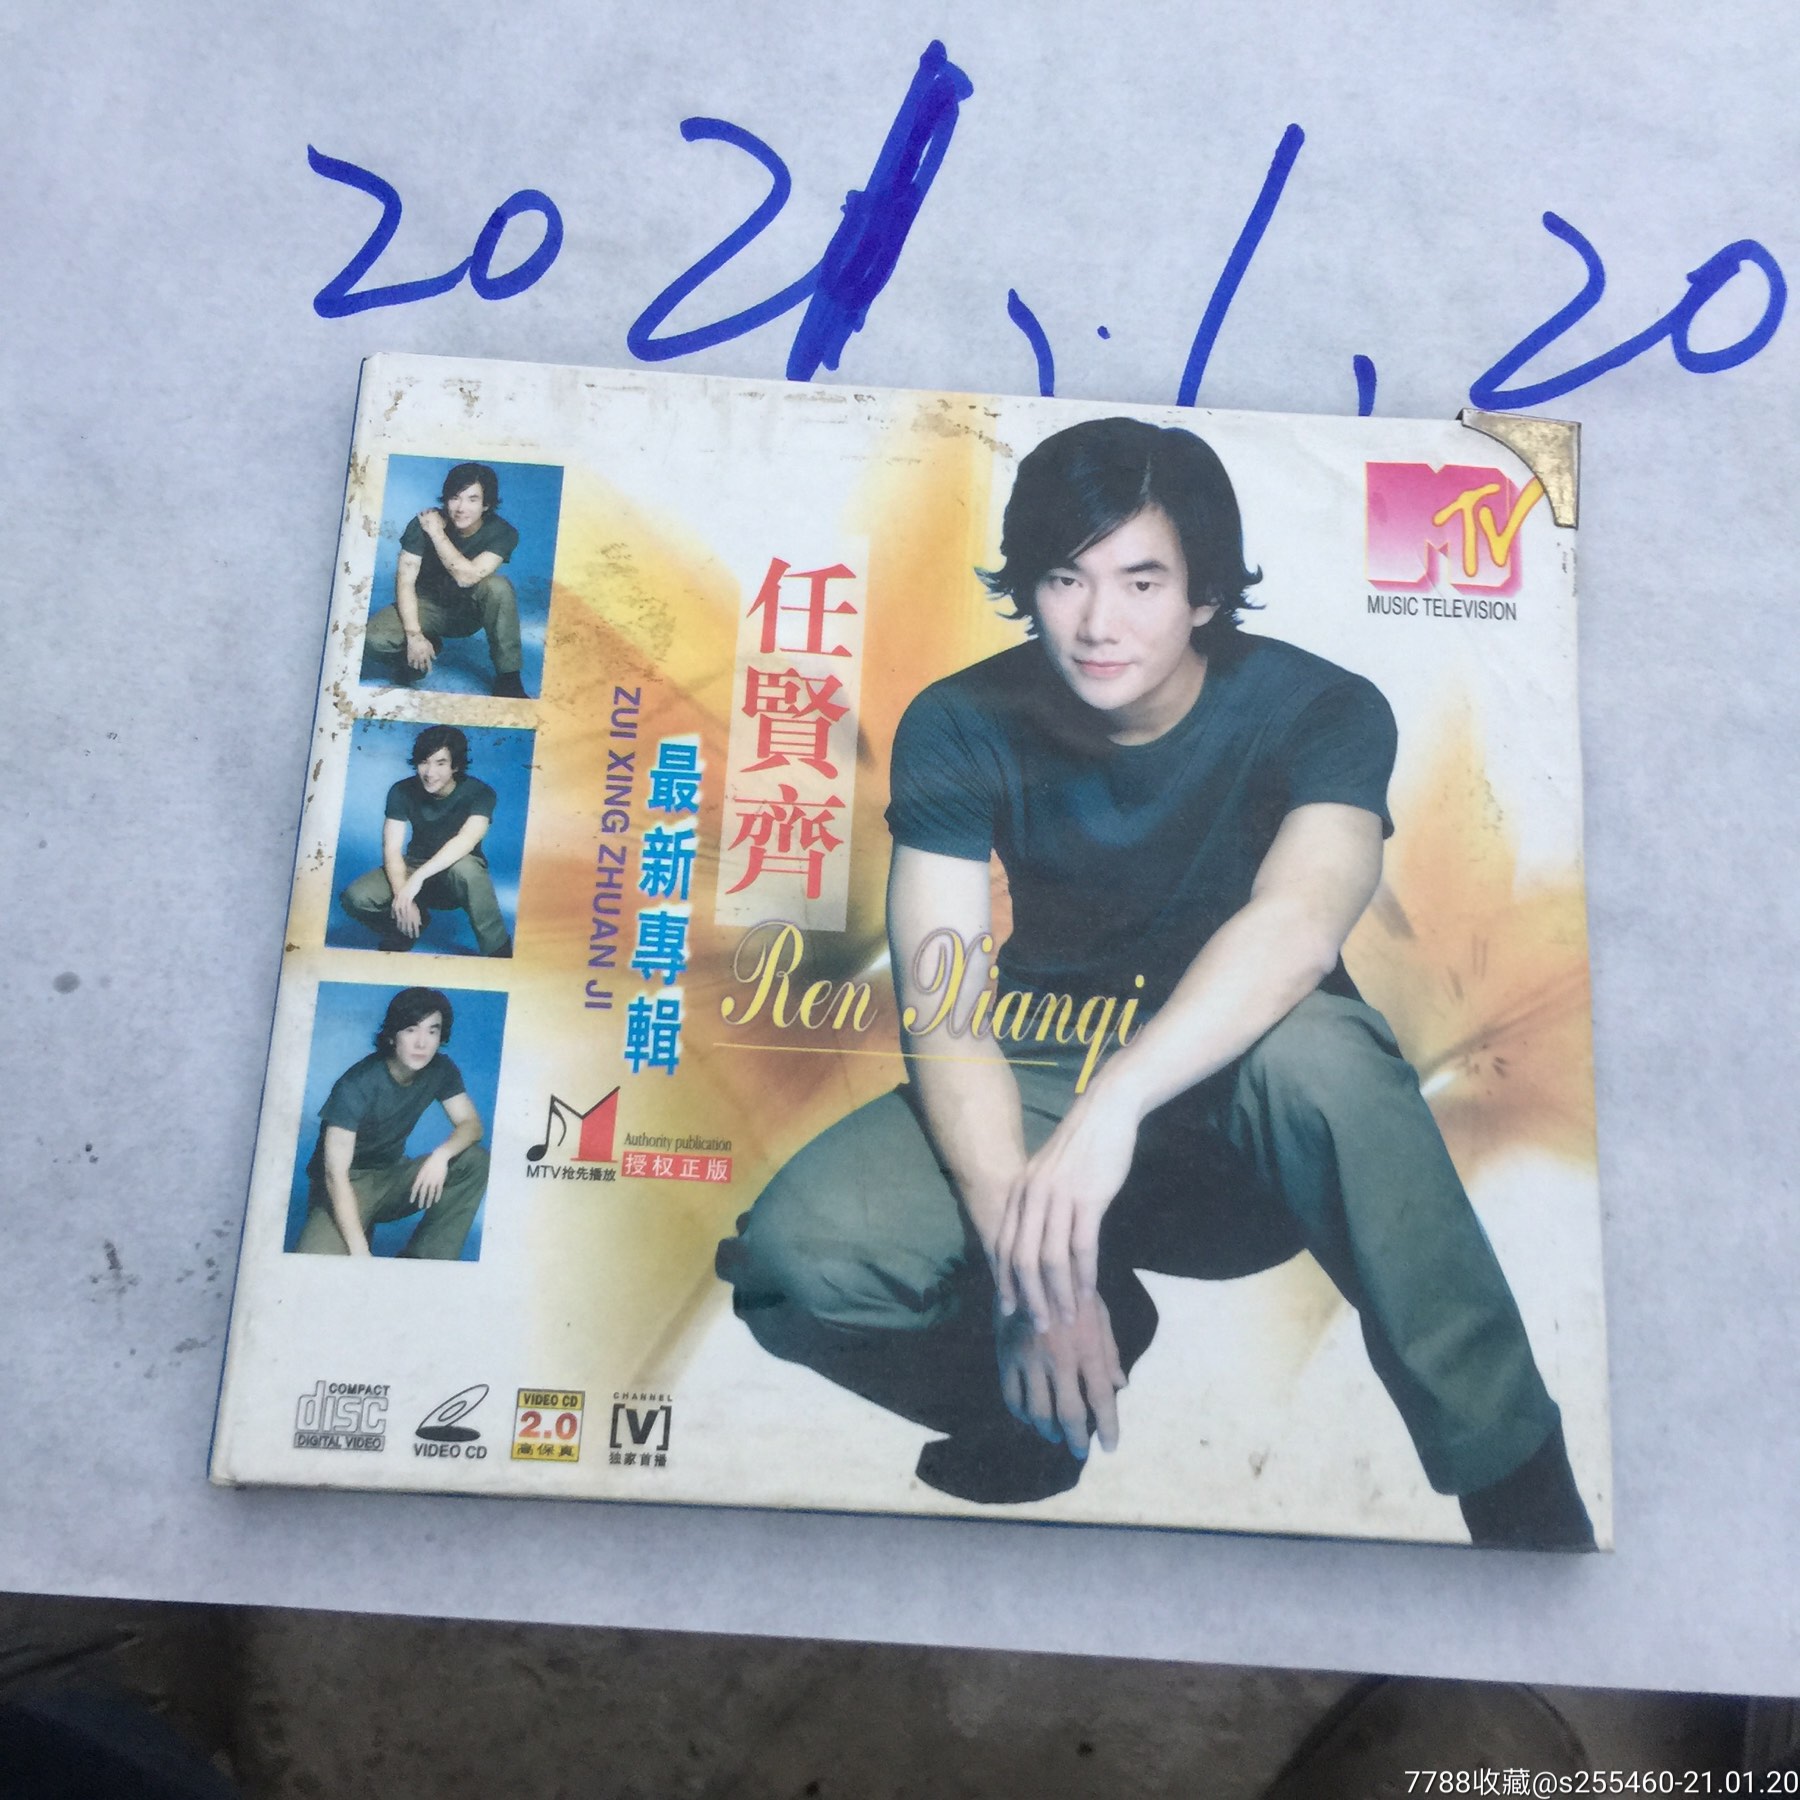 2021.1.20
MTV
MUSIC TELEVISION
任賢齊
Ren Xianqi
最新專輯
ZUI XING ZHUAN JI
M
MTV抢先播放
Authority publication
授权正版
COMPACT
disc
DIGITAL VIDEO
VIDEO CD
VIDEO CD
2.0
高保真
CHANNEL
[V]
独家首播
7788收藏@s255460-21.01.20